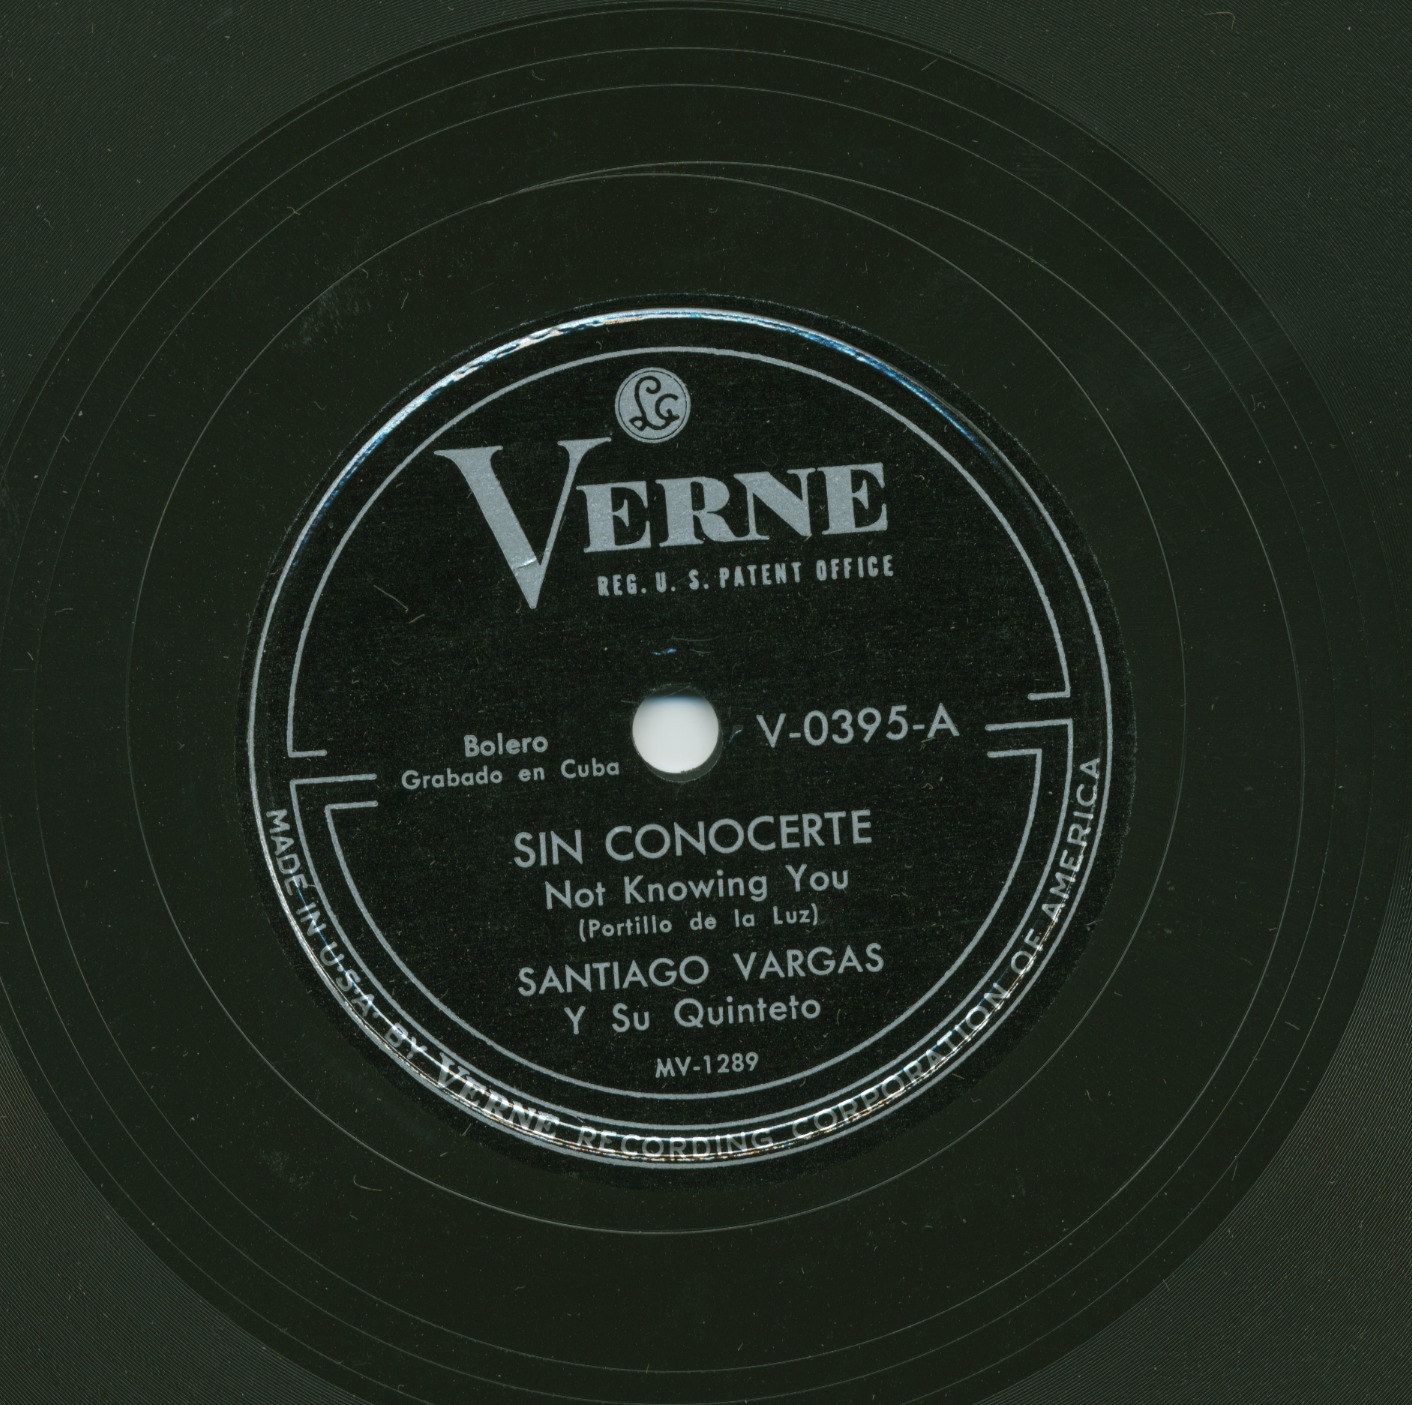 LC
VERNE
REG. U. S. PATENT OFFICE
V-0395-A
Bolero
Grabado en Cuba
SIN CONOCERTE
Not Knowing You
(Portillo de la Luz)
SANTIAGO VARGAS
Y Su Quinteto
MV-1289
MADE IN U.S.A. BY VERNE RECORDING CORPORATION OF AMERICA